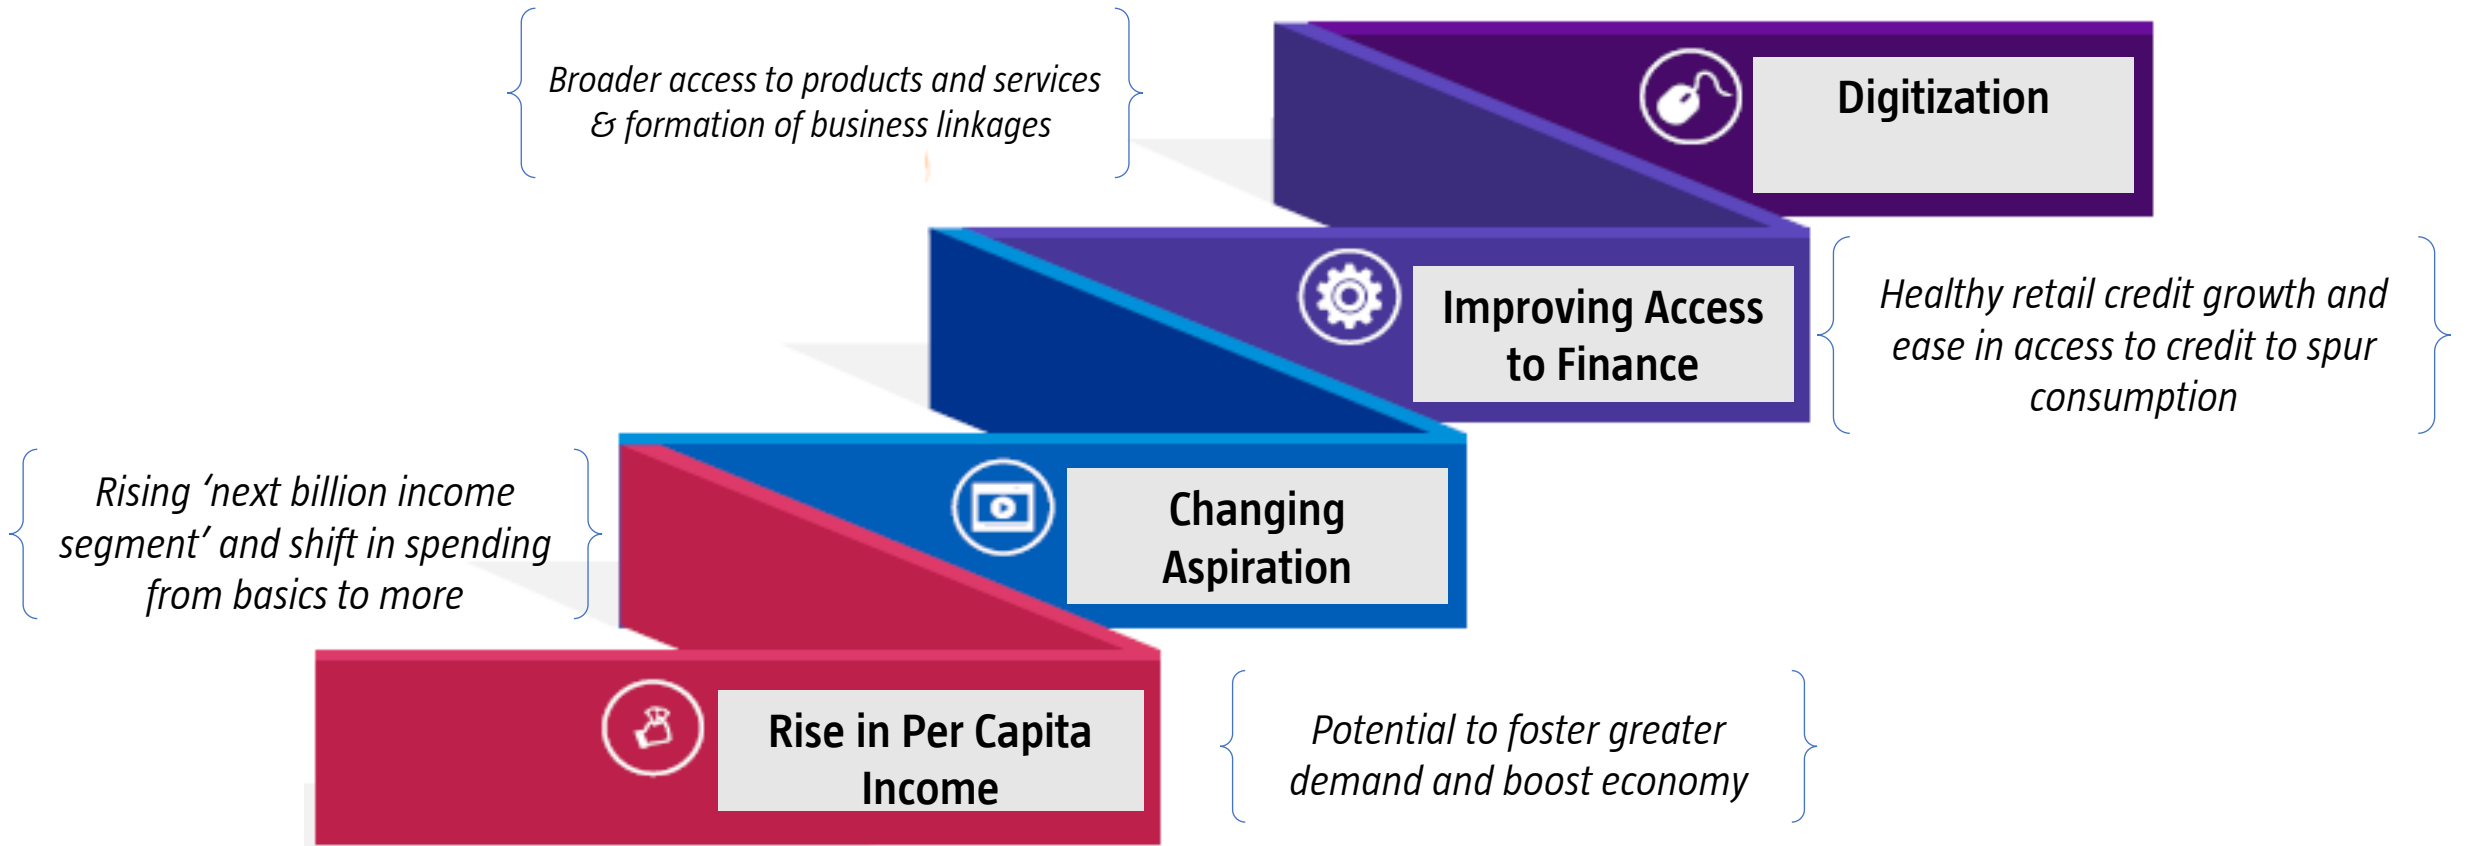 Broader access to products and services
& formation of business linkages
Digitization
Improving Access
to Finance
Healthy retail credit growth and
ease in access to credit to spur
consumption
Rising ‘next billion income
segment’ and shift in spending
from basics to more
Changing
Aspiration
Rise in Per Capita
Income
Potential to foster greater
demand and boost economy